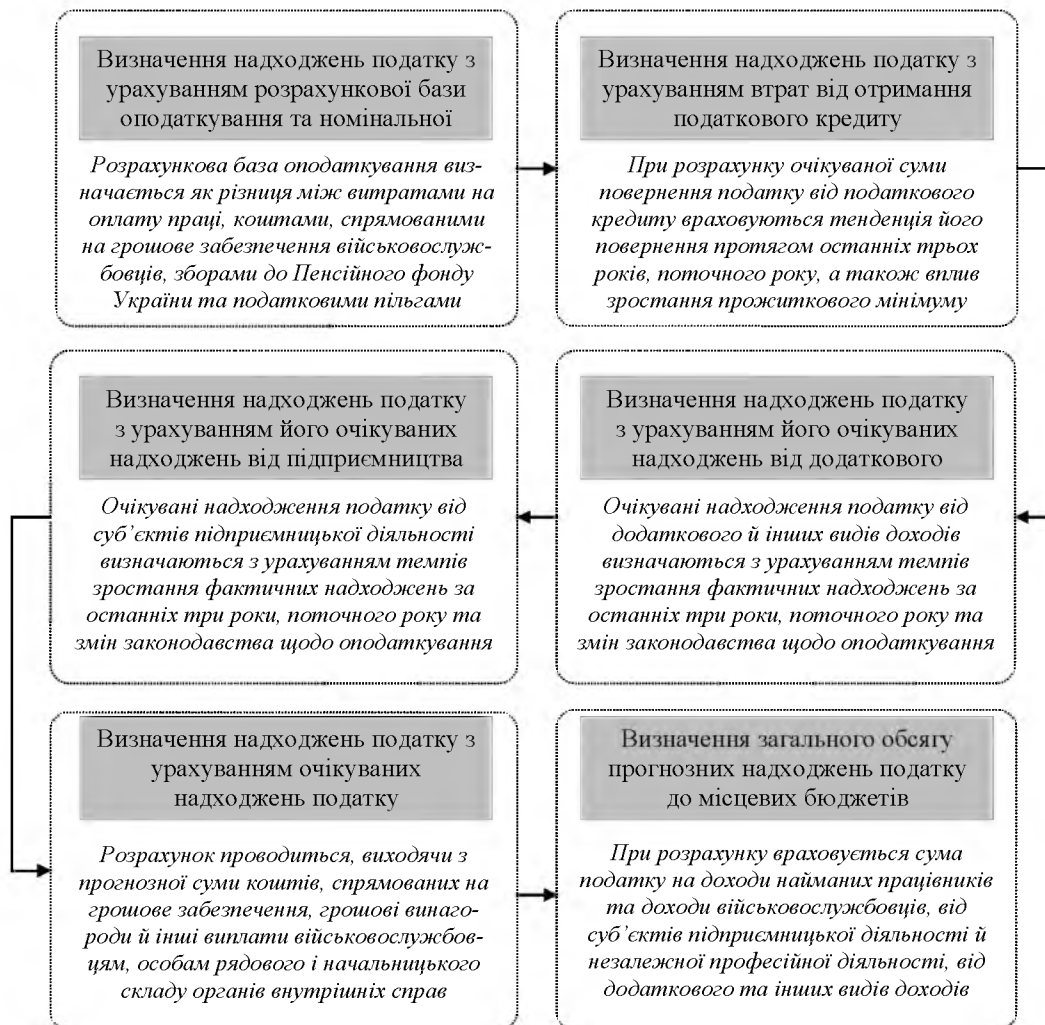 Визначення надходжень податку з
урахуванням розрахункової бази
оподаткування та номінальної
Розрахункова база оподаткування виз-
начається як різниця між витратами на
оплату праці, коштами, спрямованими
на грошове забезпечення військовослуж-
бовців, зборами до Пенсійного фонду
України та податковими пільгами
Визначення надходжень податку з
урахуванням втрат від отримання
податкового кредиту
При розрахунку очікуваної суми
повернення податку від податкового
кредиту враховуються тенденція його
повернення протягом останніх трьох
років, поточного року, а також вплив
зростання прожиткового мінімуму
Визначення надходжень податку
з урахуванням його очікуваних
надходжень від додаткового
Очікувані надходження податку від
додаткового й інших видів доходів
визначаються з урахуванням темпів
зростання фактичних надходжень за
останніх три роки, поточного року та
змін законодавства щодо оподаткування
Визначення надходжень податку
з урахуванням його очікуваних
надходжень від підприємництва
Очікувані надходження податку від
суб’єктів підприємницької діяльності
визначаються з урахуванням темпів
зростання фактичних надходжень за
останніх три роки, поточного року та
змін законодавства щодо оподаткування
Визначення надходжень податку з
урахуванням очікуваних
надходжень податку
Розрахунок проводиться, виходячи з
прогнозної суми коштів, спрямованих на
грошове забезпечення, грошові винаго-
роди й інші виплати військовослужбов-
цям, особам рядового і начальницького
складу органів внутрішніх справ
Визначення загального обсягу
прогнозних надходжень податку
до місцевих бюджетів
При розрахунку враховується сума
податку на доходи найманих працівників
та доходи військовослужбовців, від
суб’єктів підприємницької діяльності й
незалежної професійної діяльності, від
додаткового та інших видів доходів